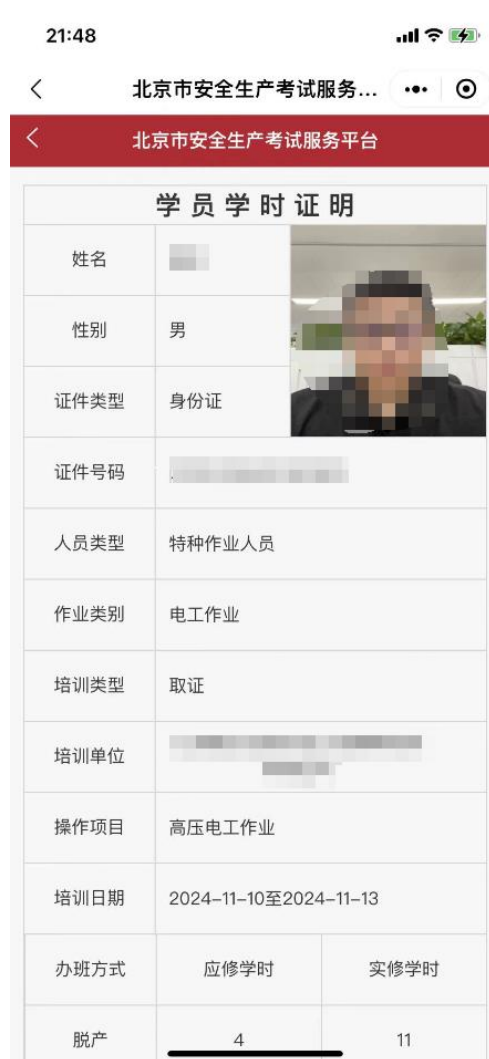 21:48
北京市安全生产考试服务...
北京市安全生产考试服务平台
学员学时证明
姓名
性别 男
证件类型 身份证
证件号码
人员类型 特种作业人员
作业类别 电工作业
培训类型 取证
培训单位
操作项目 高压电工作业
培训日期 2024-11-10至2024-11-13
办班方式 应修学时 实修学时
脱产 4 11